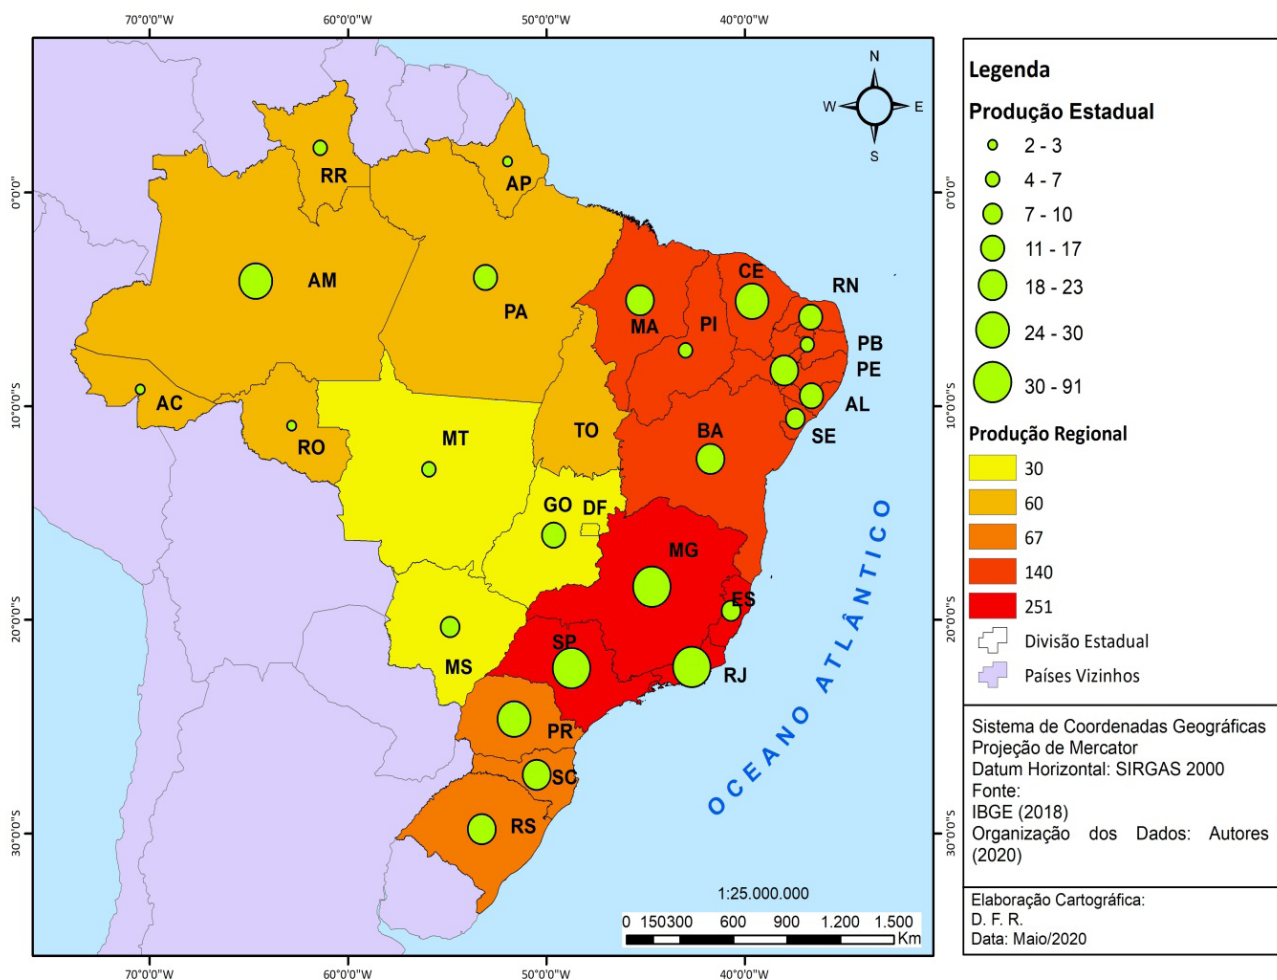 70°0'0"W 60°0'0"W 50°0'0"W 40°0'0"W
N
W E
S
0°0'0" 0°0'0"
10°0'0"S 10°0'0"S
20°0'0"S 20°0'0"S
30°0'0"S 30°0'0"S
RR
AP
AM
PA
CE
RN
MA
PI
PB
PE
AL
AC
RO
TO
SE
BA
MT
GO
DF
MG
ES
MS
SP
RJ
PR
SC
RS
OCEANO ATLÂNTICO
1:25.000.000
0 150300 600 900 1.200 1.500
Km
70°0'0"W 60°0'0"W 50°0'0"W 40°0'0"W
Legenda
Produção Estadual
2 - 3
4 - 7
7 - 10
11 - 17
18 - 23
24 - 30
30 - 91
Produção Regional
30
60
67
140
251
Divisão Estadual
Países Vizinhos
Sistema de Coordenadas Geográficas
Projeção de Mercator
Datum Horizontal: SIRGAS 2000
Fonte:
IBGE (2018)
Organização dos Dados: Autores
(2020)
Elaboração Cartográfica:
D. F. R.
Data: Maio/2020